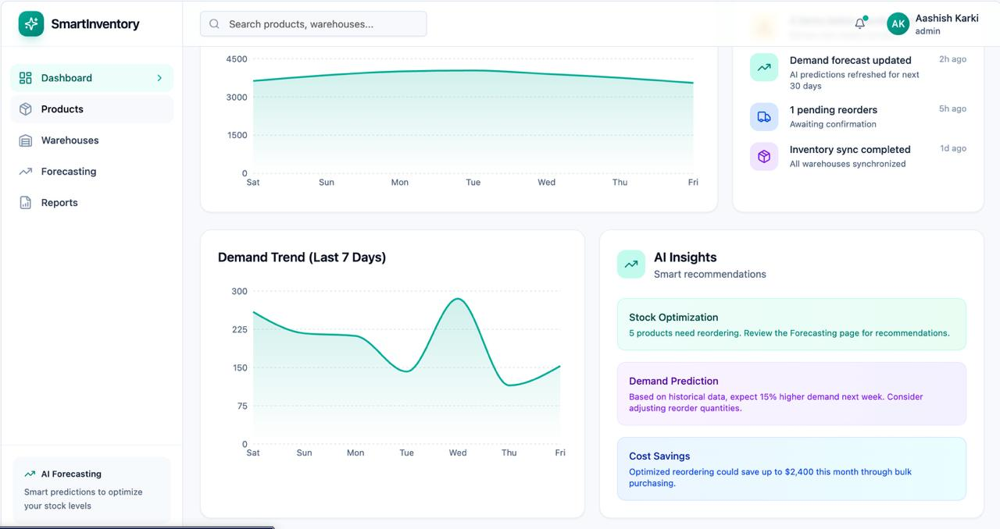 SmartInventory
Search products, warehouses...
AK
Aashish Karki
admin
Dashboard
Products
Warehouses
Forecasting
Reports
AI Forecasting
Smart predictions to optimize
your stock levels
4500
3000
1500
0
Sat Sun Mon Tue Wed Thu Fri
Demand forecast updated 2h ago
AI predictions refreshed for next
30 days
1 pending reorders 5h ago
Awaiting confirmation
Inventory sync completed 1d ago
All warehouses synchronized
Demand Trend (Last 7 Days)
300
225
150
75
0
Sat Sun Mon Tue Wed Thu Fri
AI Insights
Smart recommendations
Stock Optimization
5 products need reordering. Review the Forecasting page for recommendations.
Demand Prediction
Based on historical data, expect 15% higher demand next week. Consider
adjusting reorder quantities.
Cost Savings
Optimized reordering could save up to $2,400 this month through bulk
purchasing.